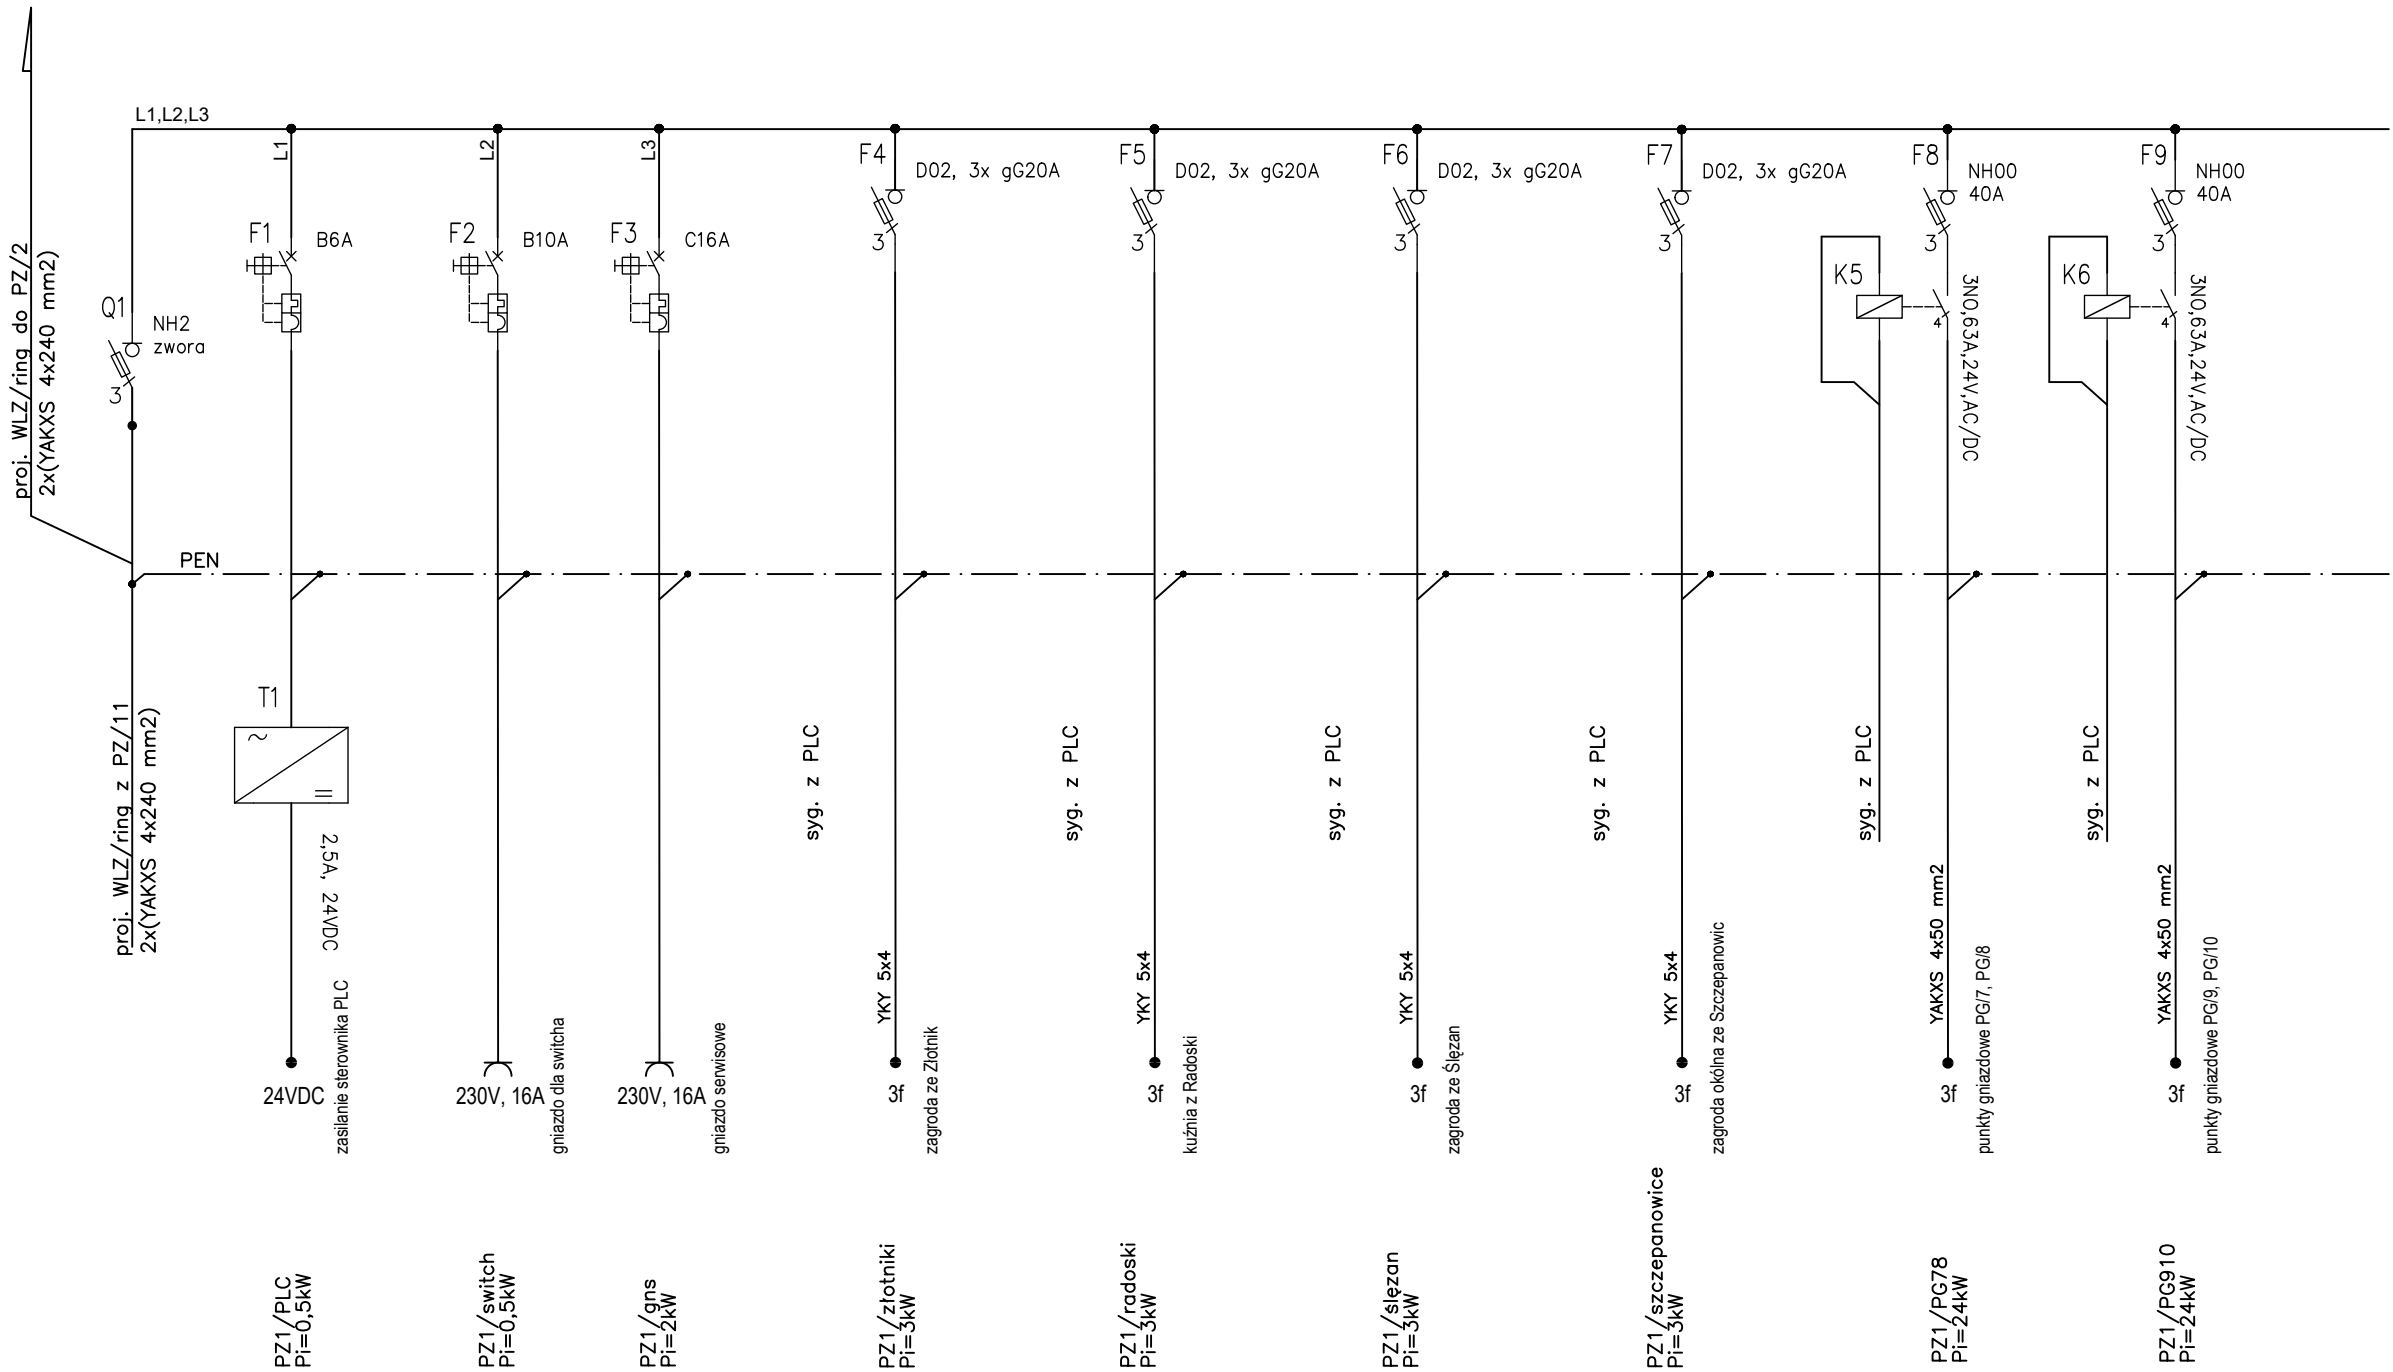 proj. WLZ/ring do PZ/2
2x(YAKXS 4x240 mm2)
L1,L2,L3
Q1
NH2
zwora
3
PEN
proj. WLZ/ring z PZ/11
2x(YAKXS 4x240 mm2)
L1
F1
B6A
T1
2,5A, 24VDC
24VDC
zasilanie sterownika PLC
PZ1/PLC
Pi=0,5kW
L2
F2
B10A
230V, 16A
gniazdo dla switcha
PZ1/switch
Pi=0,5kW
L3
F3
C16A
230V, 16A
gniazdo serwisowe
PZ1/gns
Pi=2kW
F4
D02, 3x gG20A
3
syg. z PLC
YKY 5x4
3f
zagroda ze Złotnik
PZ1/złotniki
Pi=3kW
F5
D02, 3x gG20A
3
syg. z PLC
YKY 5x4
3f
kuźnia z Radoski
PZ1/radoski
Pi=3kW
F6
D02, 3x gG20A
3
syg. z PLC
YKY 5x4
3f
zagroda ze Ślęzan
PZ1/ślęzan
Pi=3kW
F7
D02, 3x gG20A
3
syg. z PLC
YKY 5x4
3f
zagroda okólna ze Szczepanowic
PZ1/szczepanowice
Pi=3kW
F8
NH00
40A
3
K5
4
3NO,63A,24V,AC/DC
syg. z PLC
YAKXS 4x50 mm2
3f
punkty gniazdowe PG/7, PG/8
PZ1/PG78
Pi=24kW
F9
NH00
40A
3
K6
4
3NO,63A,24V,AC/DC
syg. z PLC
YAKXS 4x50 mm2
3f
punkty gniazdowe PG/9, PG/10
PZ1/PG910
Pi=24kW